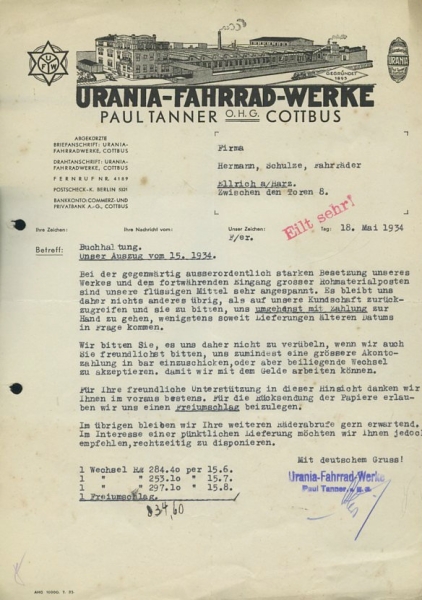 UFW
URANIA
GEGRÜNDET 1895
URANIA-FAHRRAD-WERKE
PAUL TANNER O.H.G. COTTBUS
ABGEKÜRZTE
BRIEFANSCHRIFT: URANIA-
FAHRRADWERKE, COTTBUS
DRAHTANSCHRIFT: URANIA-
FAHRRADWERKE, COTTBUS
FERNRUF NR. 4189
POSTSCHECK-K. BERLIN 5521
BANKKONTO: COMMERZ- UND
PRIVATBANK A.-G., COTTBUS
Firma
Hermann, Schulze, Fahrräder
Ellrich a/Harz.
Zwischen den Toren 8.
Eilt sehr!
Ihre Zeichen: Ihre Nachricht vom: Unser Zeichen: Tag: 18. Mai 1934
F/er.
Betreff: Buchhaltung.
Unser Auszug vom 15. 1934.
Bei der gegenwärtig ausserordentlich starken Besetzung unseres
Werkes und dem fortwährenden Eingang grosser Rohmaterialposten
sind unsere flüssigen Mittel sehr angespannt. Es bleibt uns
daher nichts anderes übrig, als auf unsere Kundschaft zurück-
zugreifen und sie zu bitten, uns umgehenst mit Zahlung zur
Hand zu gehen, wenigstens soweit Lieferungen älteren Datums
in Frage kommen.
Wir bitten Sie, es uns daher nicht zu verübeln, wenn wir auch
Sie freundlichst bitten, uns zumindest eine grössere Akonto-
zahlung in bar einzuschicken, oder aber beiliegende Wechsel
zu akzeptieren. damit wir mit dem Gelde arbeiten können.
Für Ihre freundliche Unterstützung in dieser Hinsicht danken wir
Ihnen im voraus bestens. Für die Rücksendung der Papiere erlau-
ben wir uns einen Freiumschlag beizulegen.
Im übrigen bleiben wir Ihre weiteren Räderabrufe gern erwartend.
Im Interesse einer pünktlichen Lieferung möchten wir Ihnen jedoch
empfehlen, rechtzeitig zu disponieren.
Mit deutschem Gruss!
Urania-Fahrrad-Werke
Paul Tanner, o.H.G.
1 Wechsel RM 284.40 per 15.6.
1 " " 253.10 " 15.7.
1 " " 297.10 " 15.8.
1 Freiumschlag.
834,60